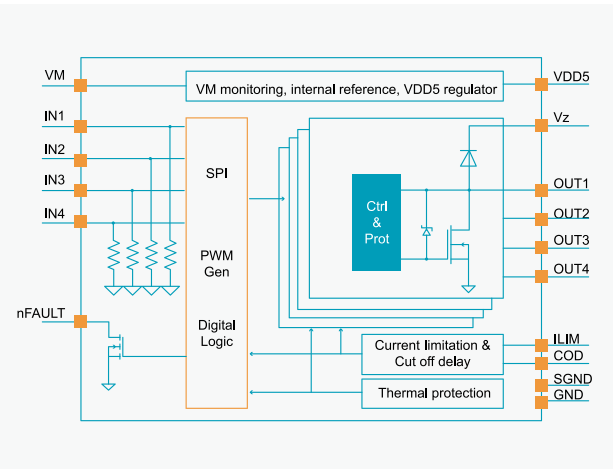 VM
VM monitoring, internal reference, VDD5 regulator
VDD5
IN1
IN2
IN3
IN4
nFAULT
SPI
PWM
Gen
Digital
Logic
Ctrl
&
Prot
Vz
OUT1
OUT2
OUT3
OUT4
Current limitation &
Cut off delay
Thermal protection
ILIM
COD
SGND
GND